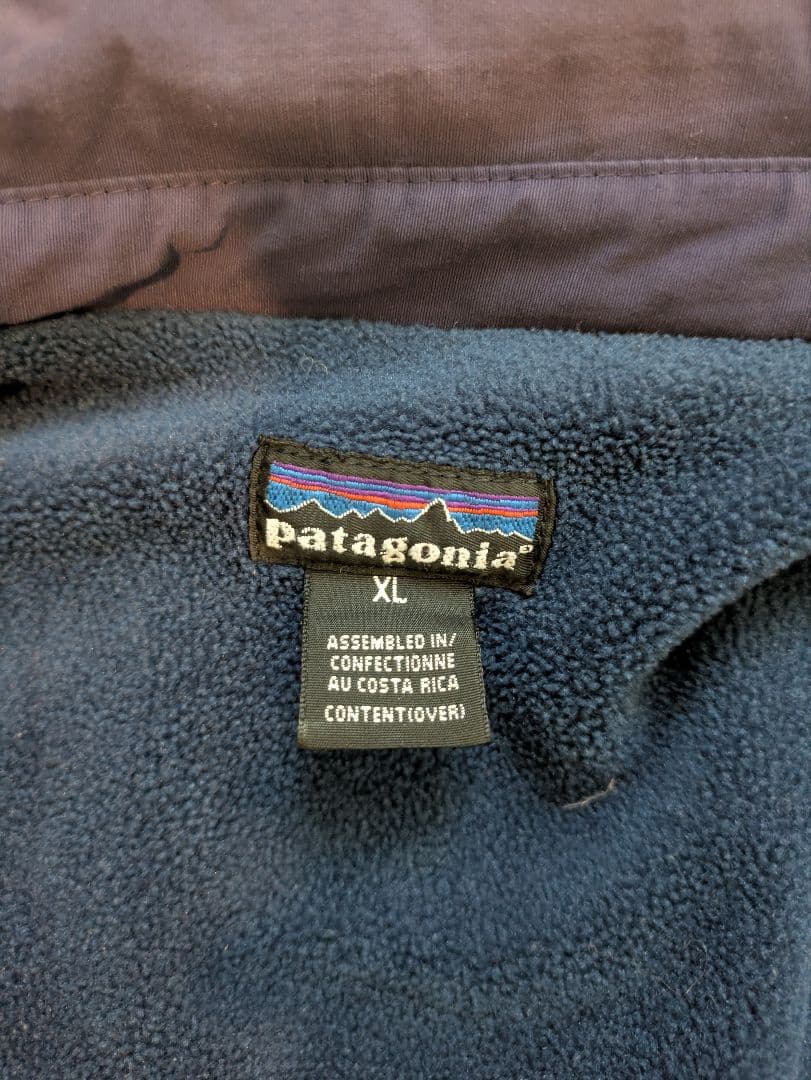 patagonia®
XL
ASSEMBLED IN/
CONFECTIONNE
AU COSTA RICA
CONTENT(OVER)